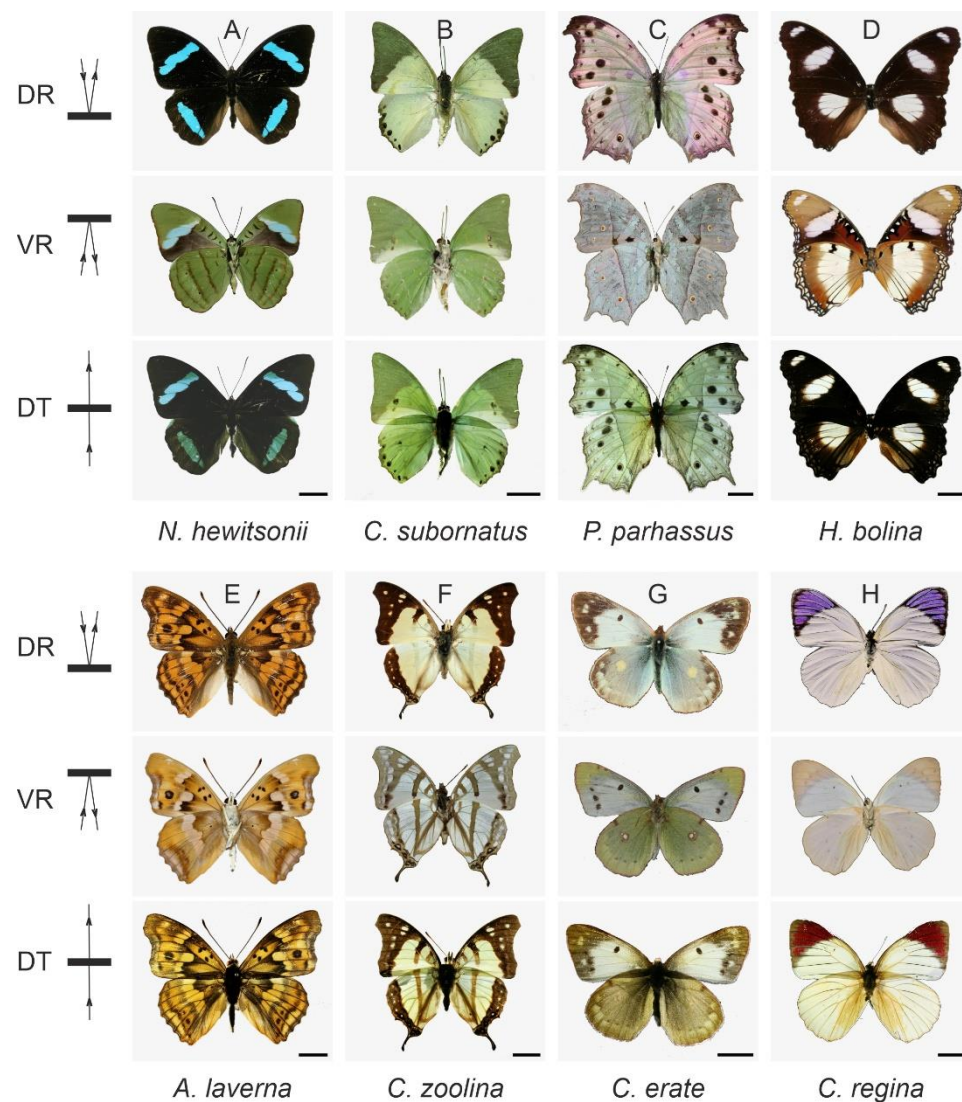 A B C D
DR
VR
DT
N. hewitsonii C. subornatus P. parhassus H. bolina
E F G H
DR
VR
DT
A. laverna C. zoolina C. erate C. regina